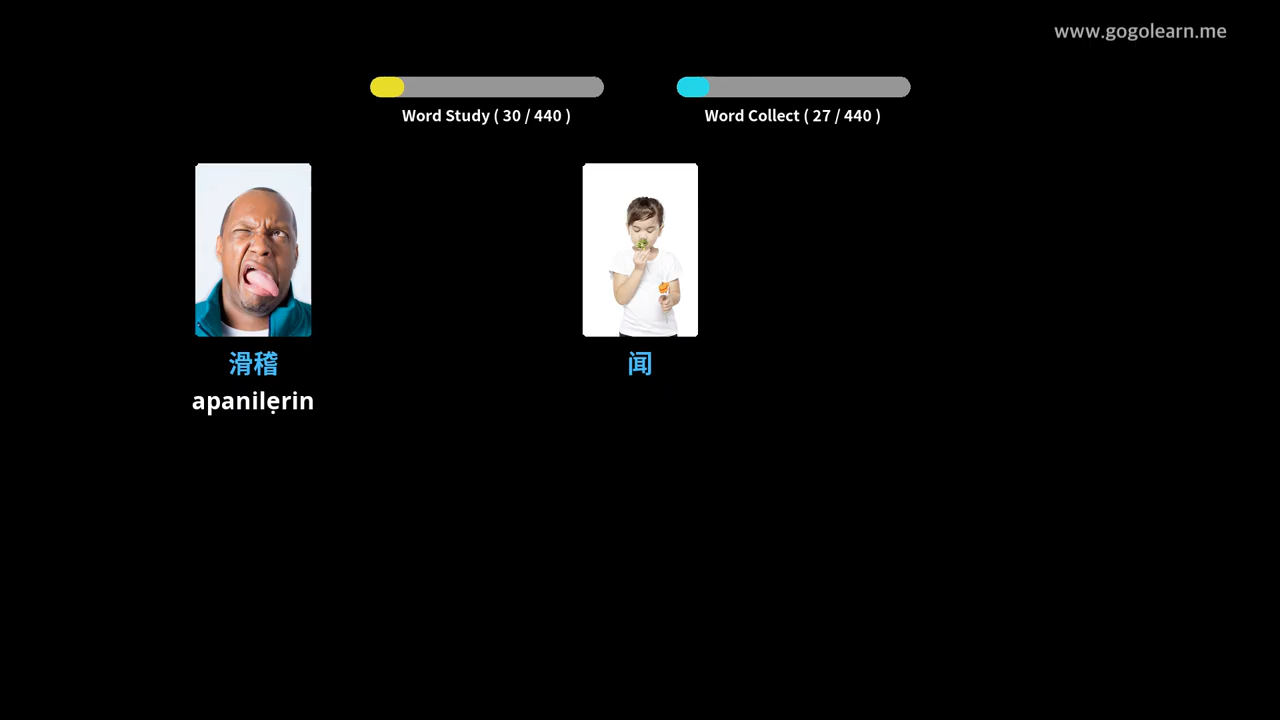 www.gogolearn.me
Word Study ( 30 / 440 )
Word Collect ( 27 / 440 )
滑稽
闻
apanilẹrin